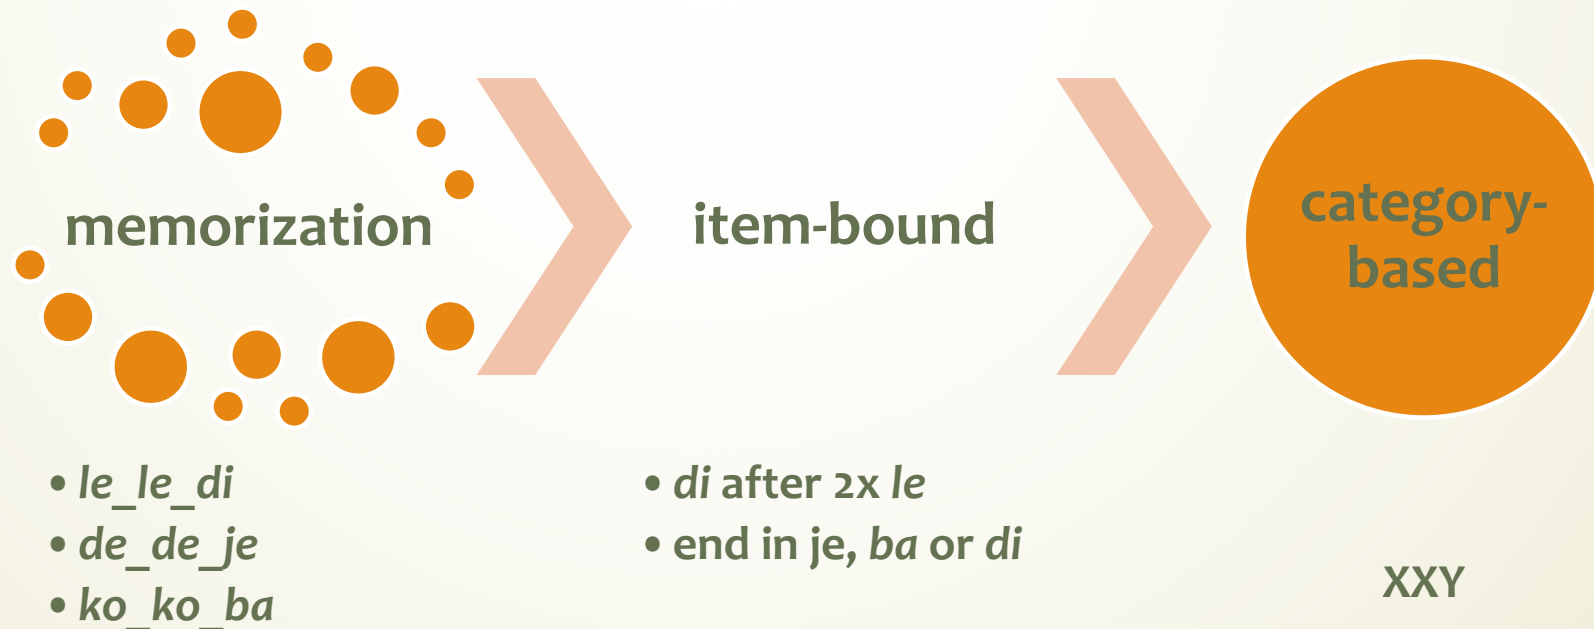 memorization
item-bound
category-
based
• le_le_di
• de_de_je
• ko_ko_ba
• di after 2x le
• end in je, ba or di
XXY